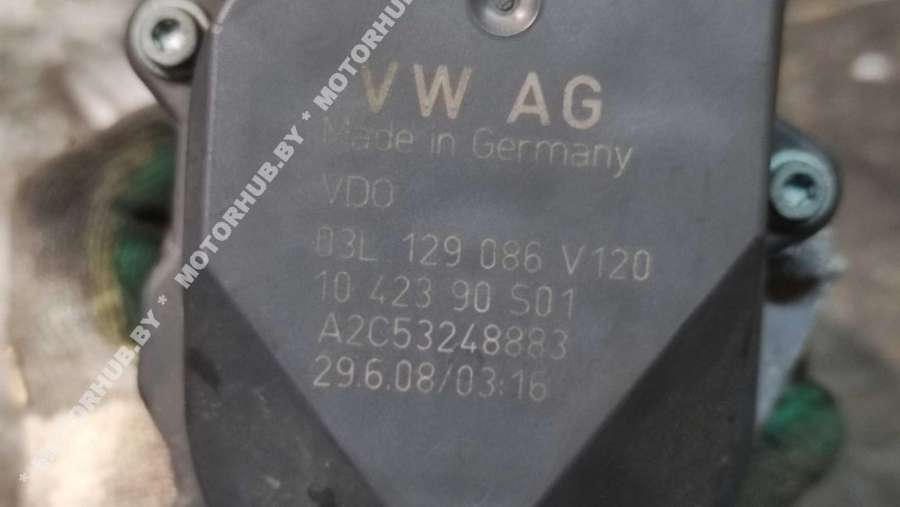 VW AG
Made in Germany
VDO
03L 129 086 V120
10 423 90 S01
A2C53248883
29.6.08/03:16
* MOTORHUB.BY * MOTORHUB.BY * MOTORHUB.BY *